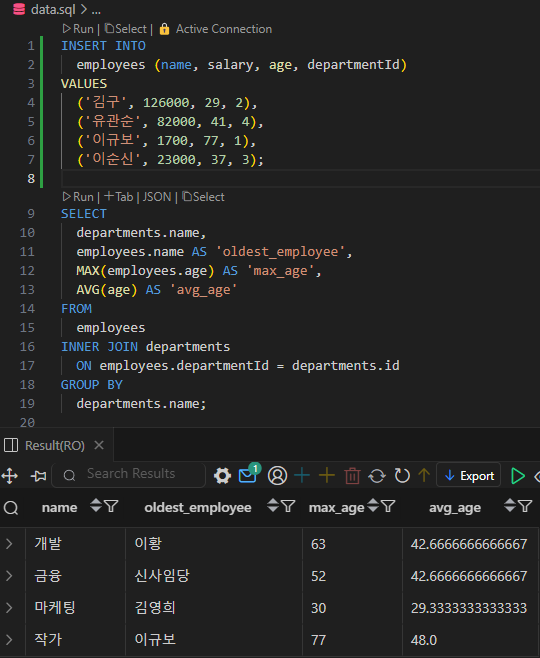 data.sql > ...
Run | Select | Active Connection
1 INSERT INTO
2 employees (name, salary, age, departmentId)
3 VALUES
4 ('김구', 126000, 29, 2),
5 ('유관순', 82000, 41, 4),
6 ('이규보', 1700, 77, 1),
7 ('이순신', 23000, 37, 3);
8
Run | Tab | JSON | Select
9 SELECT
10 departments.name,
11 employees.name AS 'oldest_employee',
12 MAX(employees.age) AS 'max_age',
13 AVG(age) AS 'avg_age'
14 FROM
15 employees
16 INNER JOIN departments
17 ON employees.departmentId = departments.id
18 GROUP BY
19 departments.name;
20
Result(RO)
Search Results 1 Export
name oldest_employee max_age avg_age
개발 이황 63 42.6666666666667
금융 신사임당 52 42.6666666666667
마케팅 김영희 30 29.3333333333333
작가 이규보 77 48.0